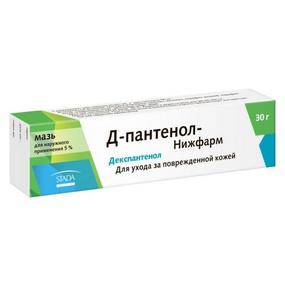 мазь
для наружного
применения 5 %
STADA
Д-пантенол-
Нижфарм
30 г
Декспантенол
Для ухода за поврежденной кожей